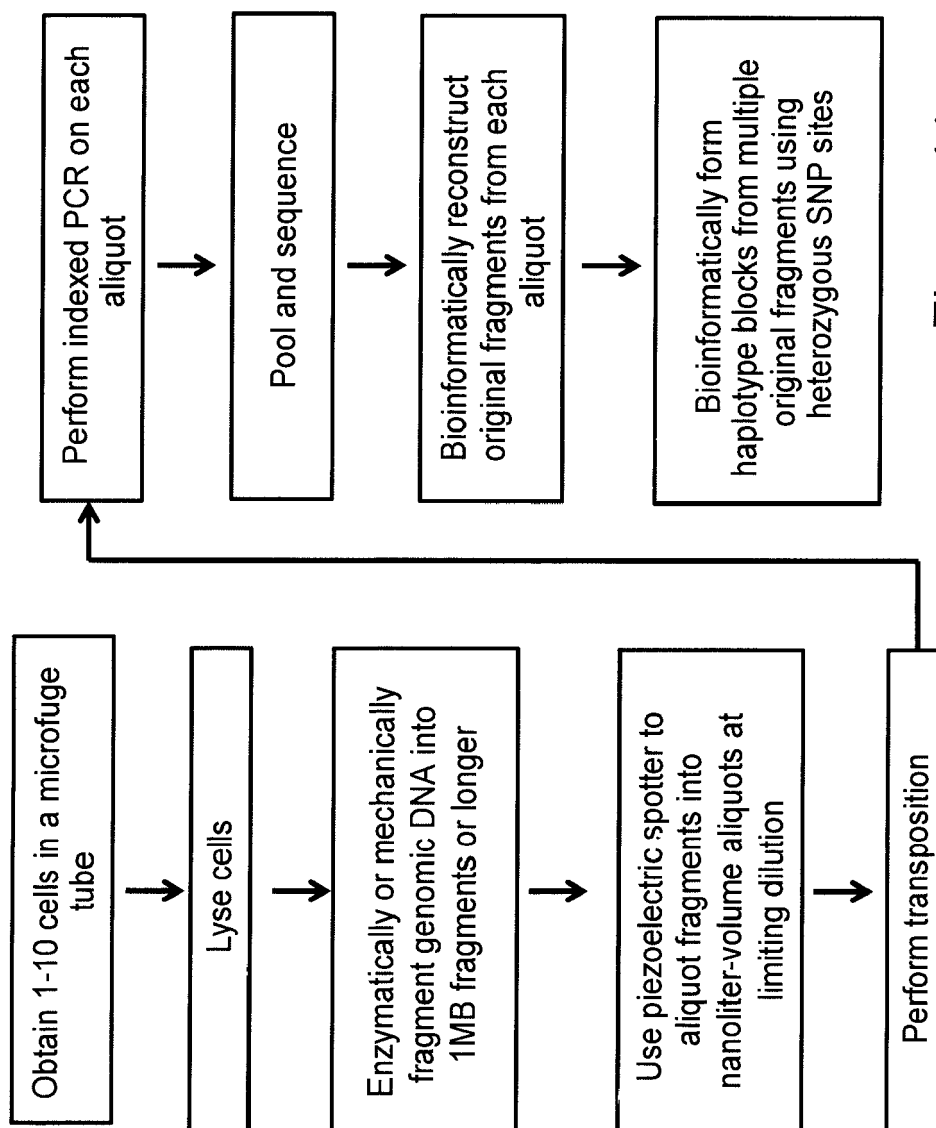 Obtain 1-10 cells in a microfuge
tube
Lyse cells
Enzymatically or mechanically
fragment genomic DNA into
1MB fragments or longer
Use piezoelectric spotter to
aliquot fragments into
nanoliter-volume aliquots at
limiting dilution
Perform transposition
Perform indexed PCR on each
aliquot
Pool and sequence
Bioinformatically reconstruct
original fragments from each
aliquot
Bioinformatically form
haplotype blocks from multiple
original fragments using
heterozygous SNP sites